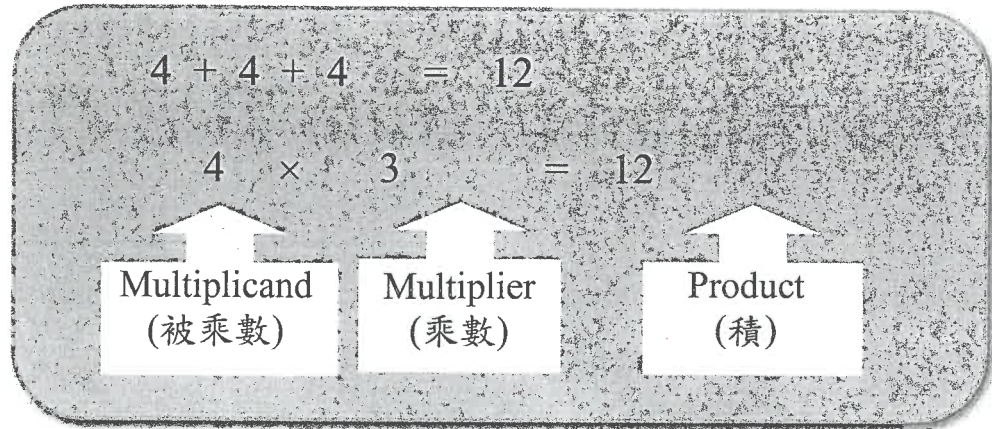 4 + 4 + 4 = 12
4 × 3 = 12
Multiplicand Multiplier Product
(被乘數) (乘數) (積)